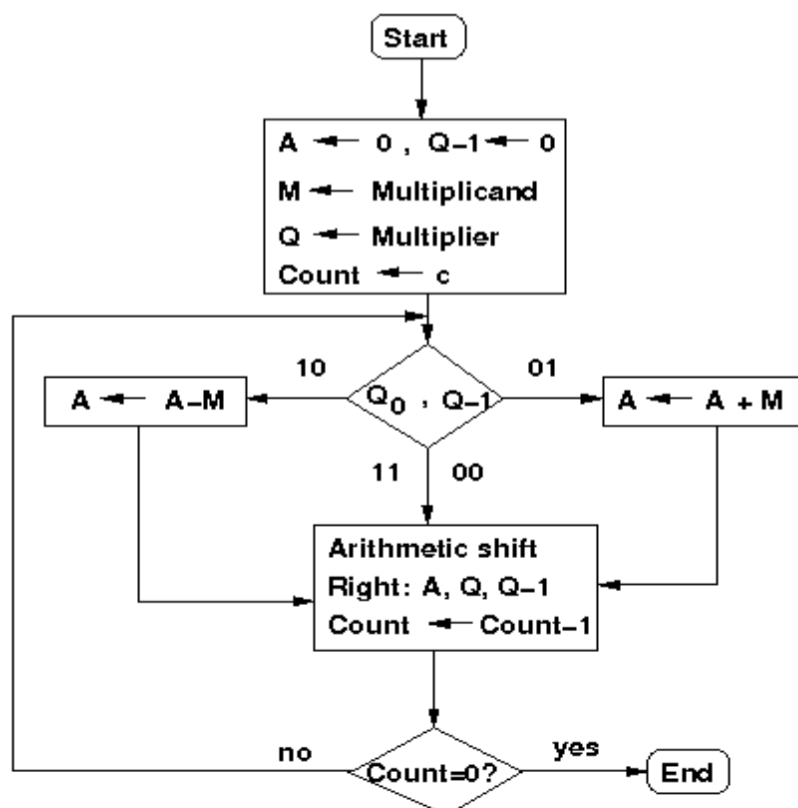 Start
A ← 0 , Q-1 ← 0
M ← Multiplicand
Q ← Multiplier
Count ← c
10
01
A ← A-M
Q0 , Q-1
A ← A + M
11 00
Arithmetic shift
Right: A, Q, Q-1
Count ← Count-1
no
yes
Count=0?
End